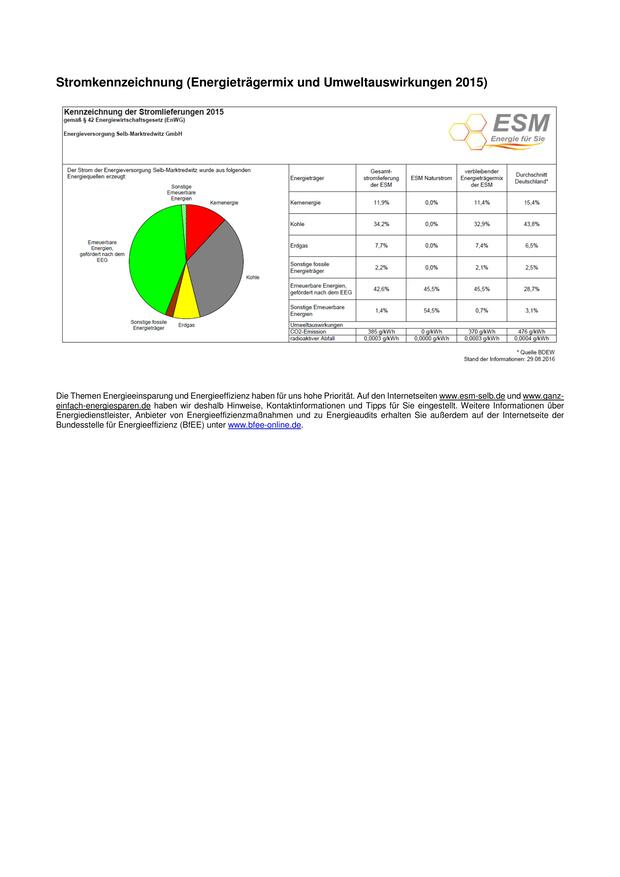 Stromkennzeichnung (Energieträgermix und Umweltauswirkungen 2015)
Kennzeichnung der Stromlieferungen 2015
gemäß § 42 Energiewirtschaftsgesetz (EnWG)
Energieversorgung Selb-Marktredwitz GmbH
ESM
Energie für Sie
Der Strom der Energieversorgung Selb-Marktredwitz wurde aus folgenden
Energiequellen erzeugt:
Sonstige
Erneuerbare
Energien
Kernenergie
Erneuerbare
Energien,
gefördert nach dem
EEG
Kohle
Sonstige fossile
Energieträger
Erdgas
Energieträger
Gesamt-
stromlieferung
der ESM
ESM Naturstrom
verbleibender
Energieträgermix
der ESM
Durchschnitt
Deutschland*
Kernenergie 11,9% 0,0% 11,4% 15,4%
Kohle 34,2% 0,0% 32,9% 43,8%
Erdgas 7,7% 0,0% 7,4% 6,5%
Sonstige fossile
Energieträger 2,2% 0,0% 2,1% 2,5%
Erneuerbare Energien,
gefördert nach dem EEG 42,6% 45,5% 45,5% 28,7%
Sonstige Erneuerbare
Energien 1,4% 54,5% 0,7% 3,1%
Umweltauswirkungen
CO2-Emission 385 g/kWh 0 g/kWh 370 g/kWh 476 g/kWh
radioaktiver Abfall 0,0003 g/kWh 0,0000 g/kWh 0,0003 g/kWh 0,0004 g/kWh
* Quelle BDEW
Stand der Informationen: 29.08.2016
Die Themen Energieeinsparung und Energieeffizienz haben für uns hohe Priorität. Auf den Internetseiten www.esm-selb.de und www.ganz-
einfach-energiesparen.de haben wir deshalb Hinweise, Kontaktinformationen und Tipps für Sie eingestellt. Weitere Informationen über
Energiedienstleister, Anbieter von Energieeffizienzmaßnahmen und zu Energieaudits erhalten Sie außerdem auf der Internetseite der
Bundesstelle für Energieeffizienz (BfEE) unter www.bfee-online.de.